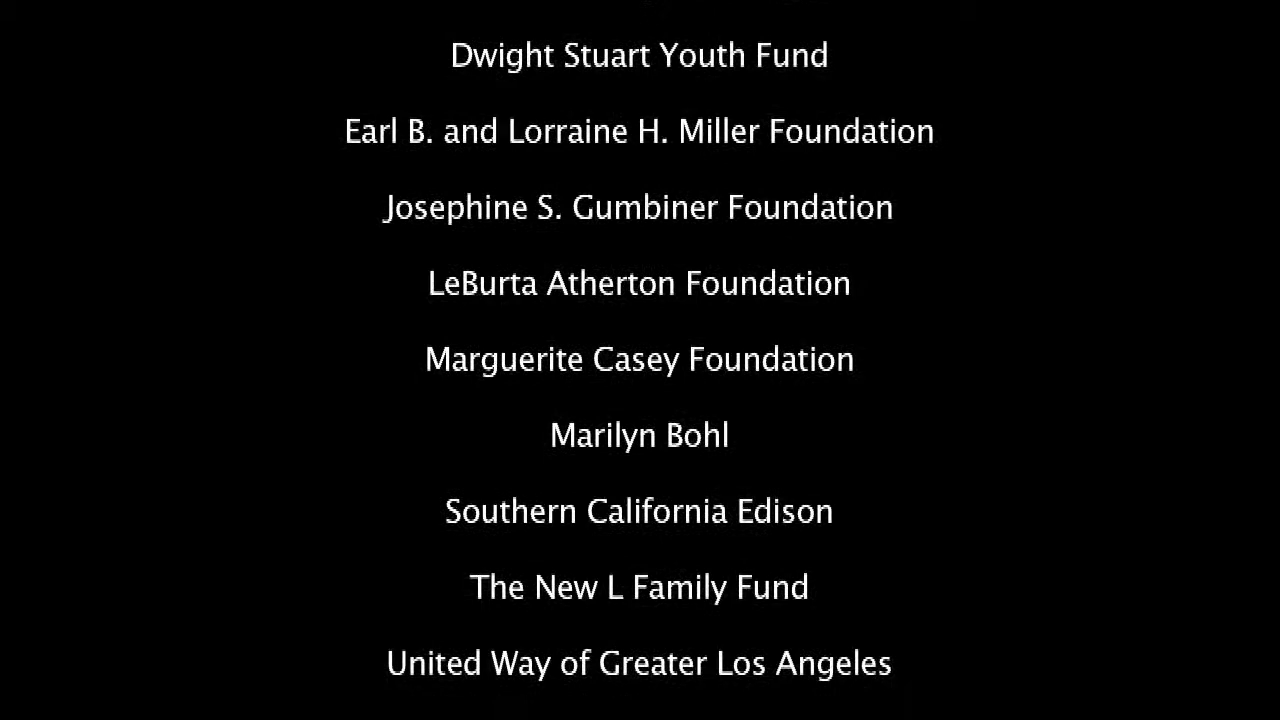 Dwight Stuart Youth Fund
Earl B. and Lorraine H. Miller Foundation
Josephine S. Gumbiner Foundation
LeBurta Atherton Foundation
Marguerite Casey Foundation
Marilyn Bohl
Southern California Edison
The New L Family Fund
United Way of Greater Los Angeles